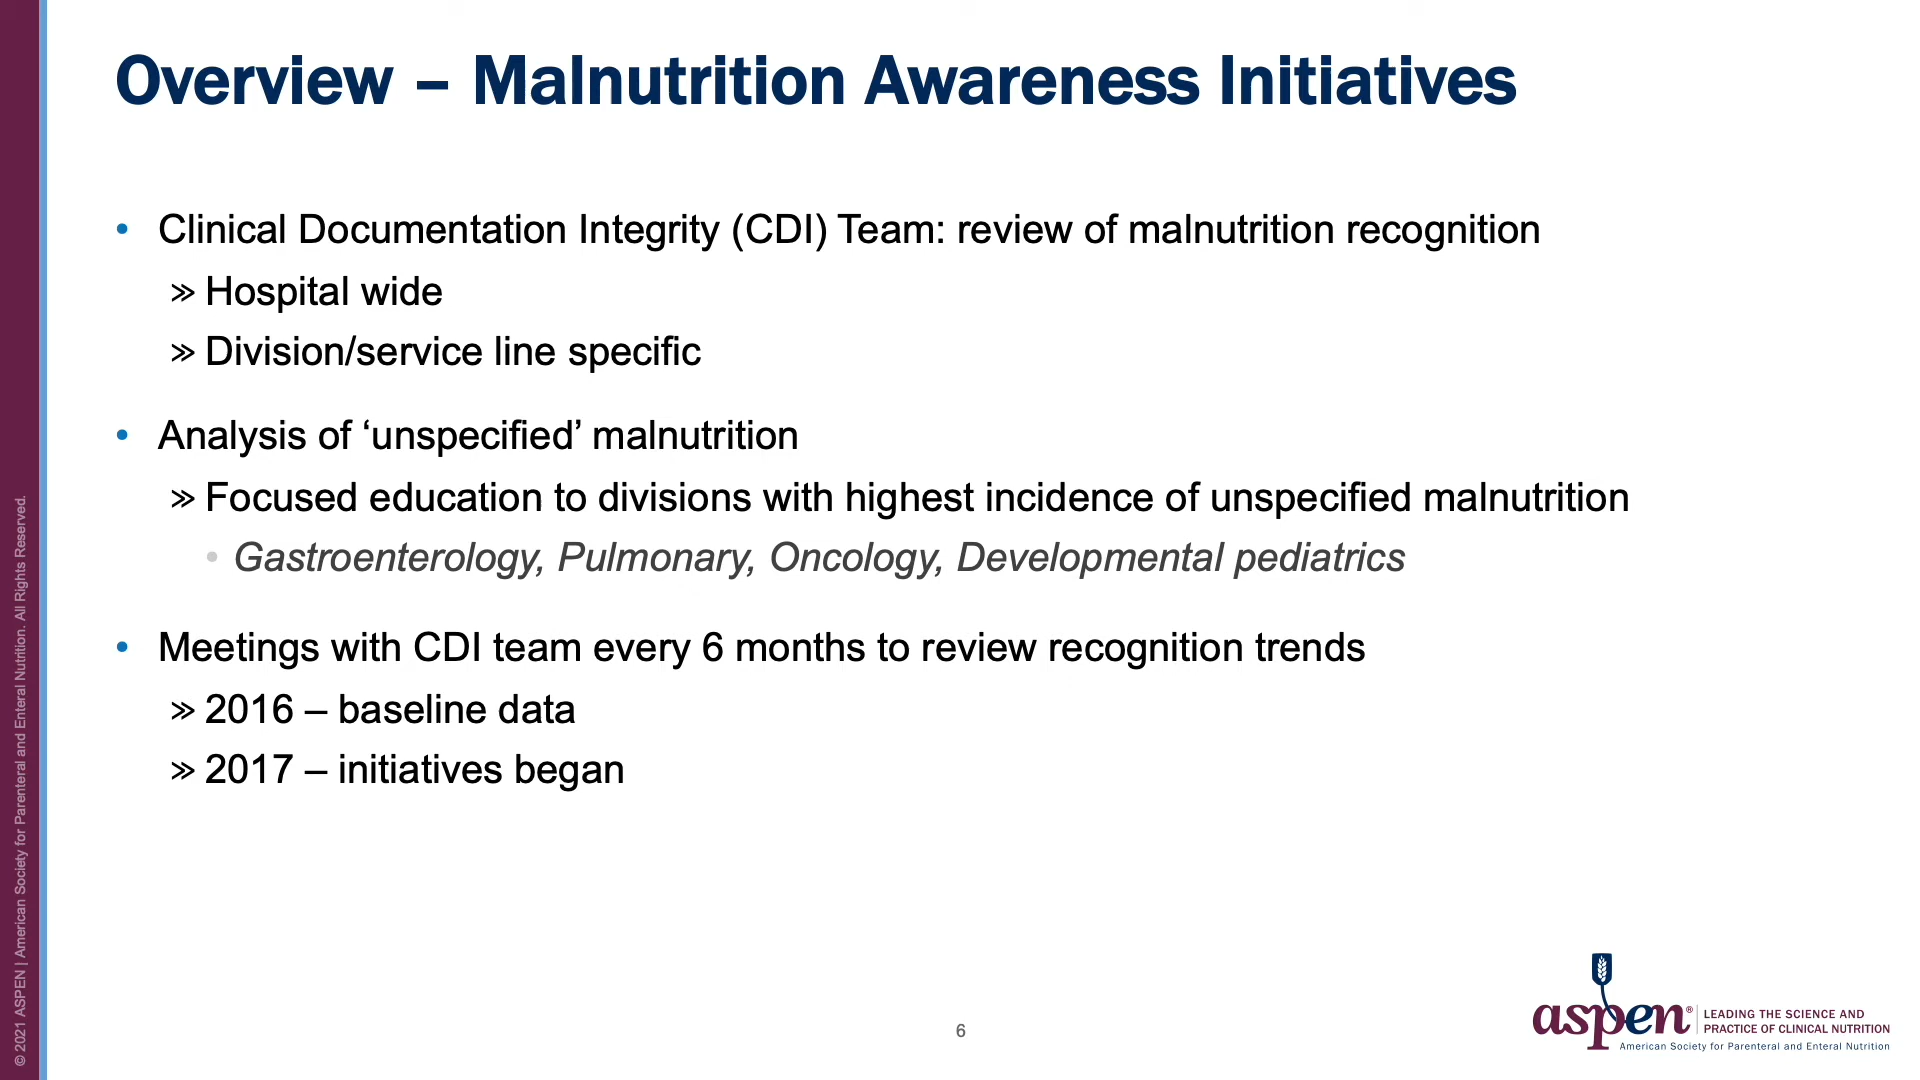 Overview – Malnutrition Awareness Initiatives
• Clinical Documentation Integrity (CDI) Team: review of malnutrition recognition
» Hospital wide
» Division/service line specific
• Analysis of ‘unspecified’ malnutrition
» Focused education to divisions with highest incidence of unspecified malnutrition
• Gastroenterology, Pulmonary, Oncology, Developmental pediatrics
• Meetings with CDI team every 6 months to review recognition trends
» 2016 – baseline data
» 2017 – initiatives began
© 2021 ASPEN | American Society for Parenteral and Enteral Nutrition. All Rights Reserved.
6
aspen®
LEADING THE SCIENCE AND
PRACTICE OF CLINICAL NUTRITION
American Society for Parenteral and Enteral Nutrition